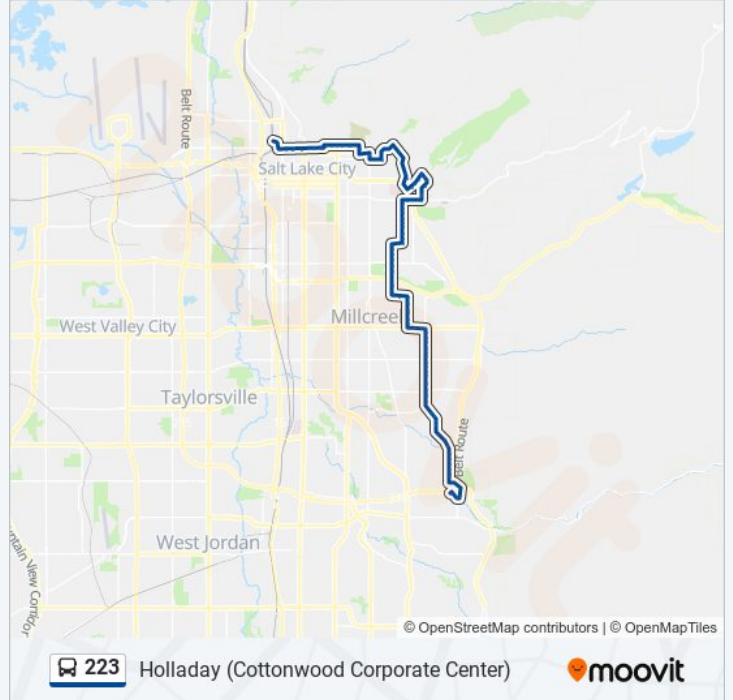 Belt Route
Salt Lake City
Millcree
West Valley City
Taylorsville
Belt Route
West Jordan
ntain View Corridor
© OpenStreetMap contributors | © OpenMapTiles
223 Holladay (Cottonwood Corporate Center) moovit